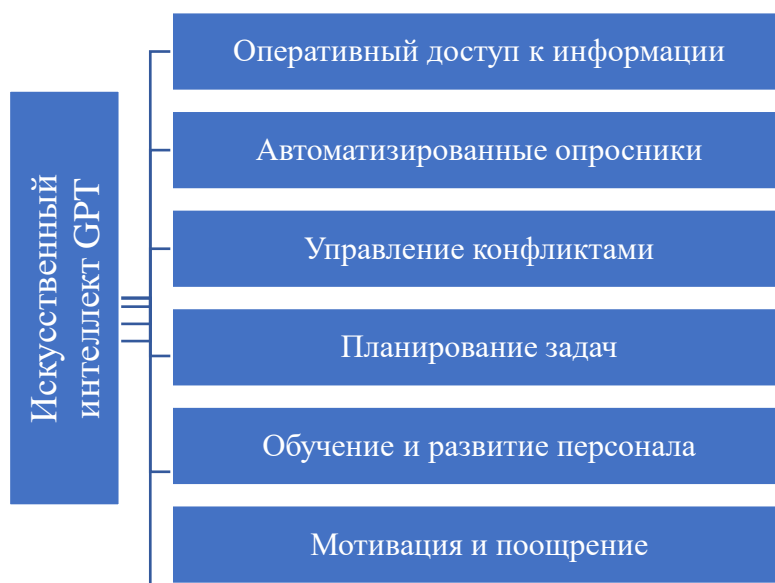 Искусственный
интеллект GPT
Оперативный доступ к информации
Автоматизированные опросники
Управление конфликтами
Планирование задач
Обучение и развитие персонала
Мотивация и поощрение